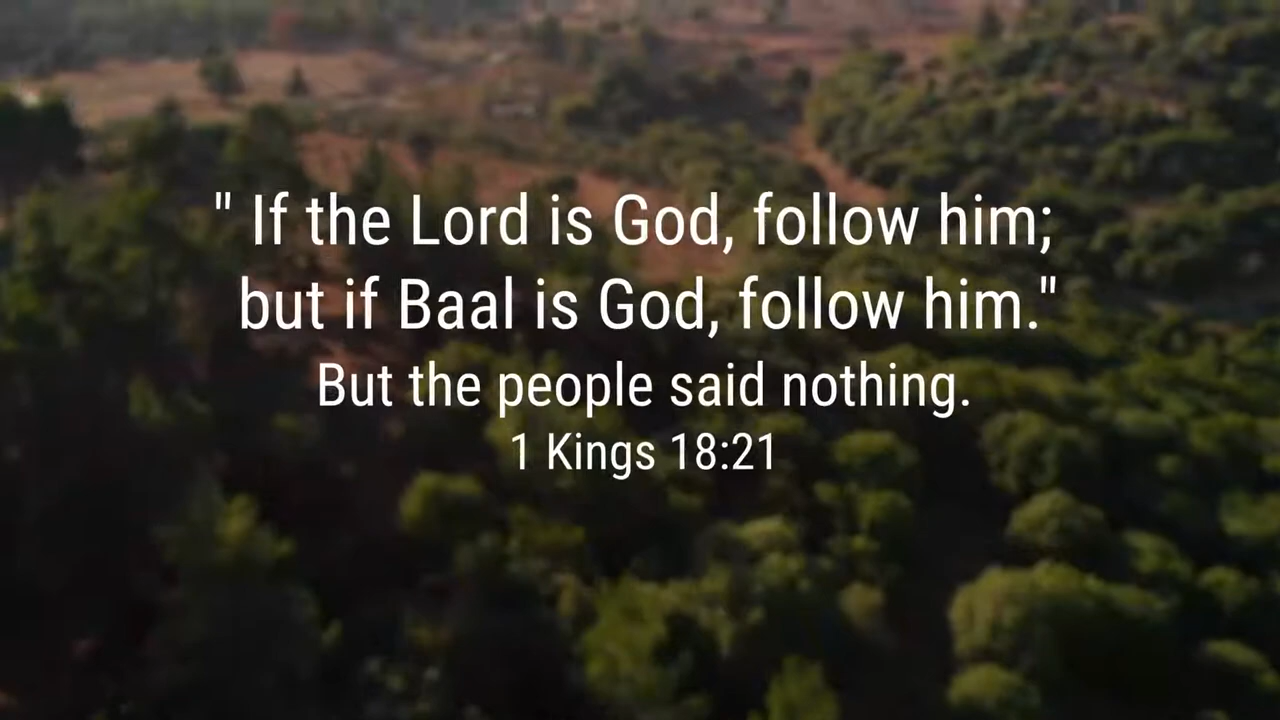 " If the Lord is God, follow him;
but if Baal is God, follow him."
But the people said nothing.
1 Kings 18:21